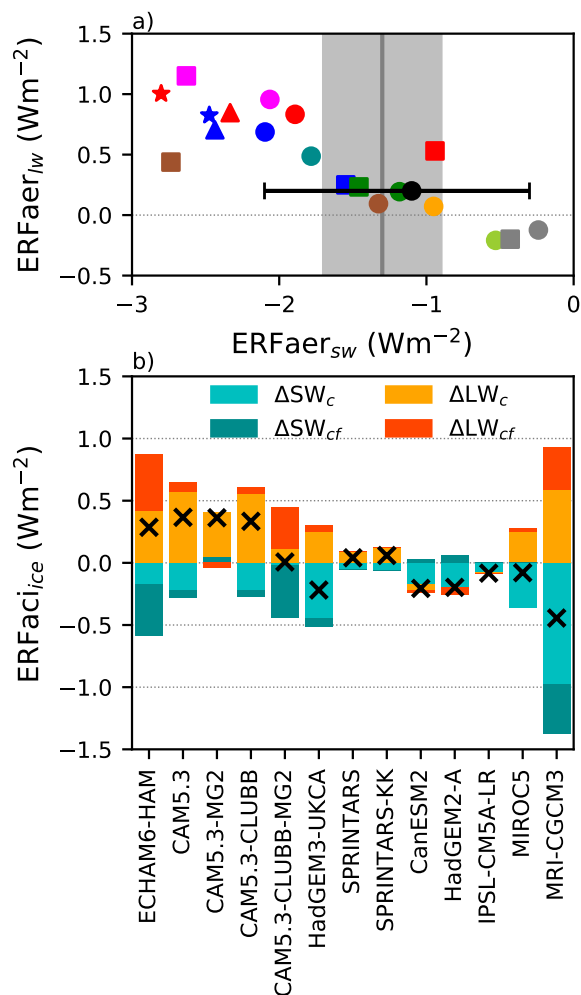 a)
1.5
1.0
0.5
0.0
−0.5
ERFaer_lw (Wm⁻²)
−3
−2
−1
0
ERFaer_sw (Wm⁻²)
b)
1.5
1.0
0.5
0.0
−0.5
−1.0
−1.5
ERFaci_ice (Wm⁻²)
ΔSW_c
ΔLW_c
ΔSW_cf
ΔLW_cf
ECHAM6-HAM
CAM5.3
CAM5.3-MG2
CAM5.3-CLUBB
CAM5.3-CLUBB-MG2
HadGEM3-UKCA
SPRINTARS
SPRINTARS-KK
CanESM2
HadGEM2-A
IPSL-CM5A-LR
MIROC5
MRI-CGCM3